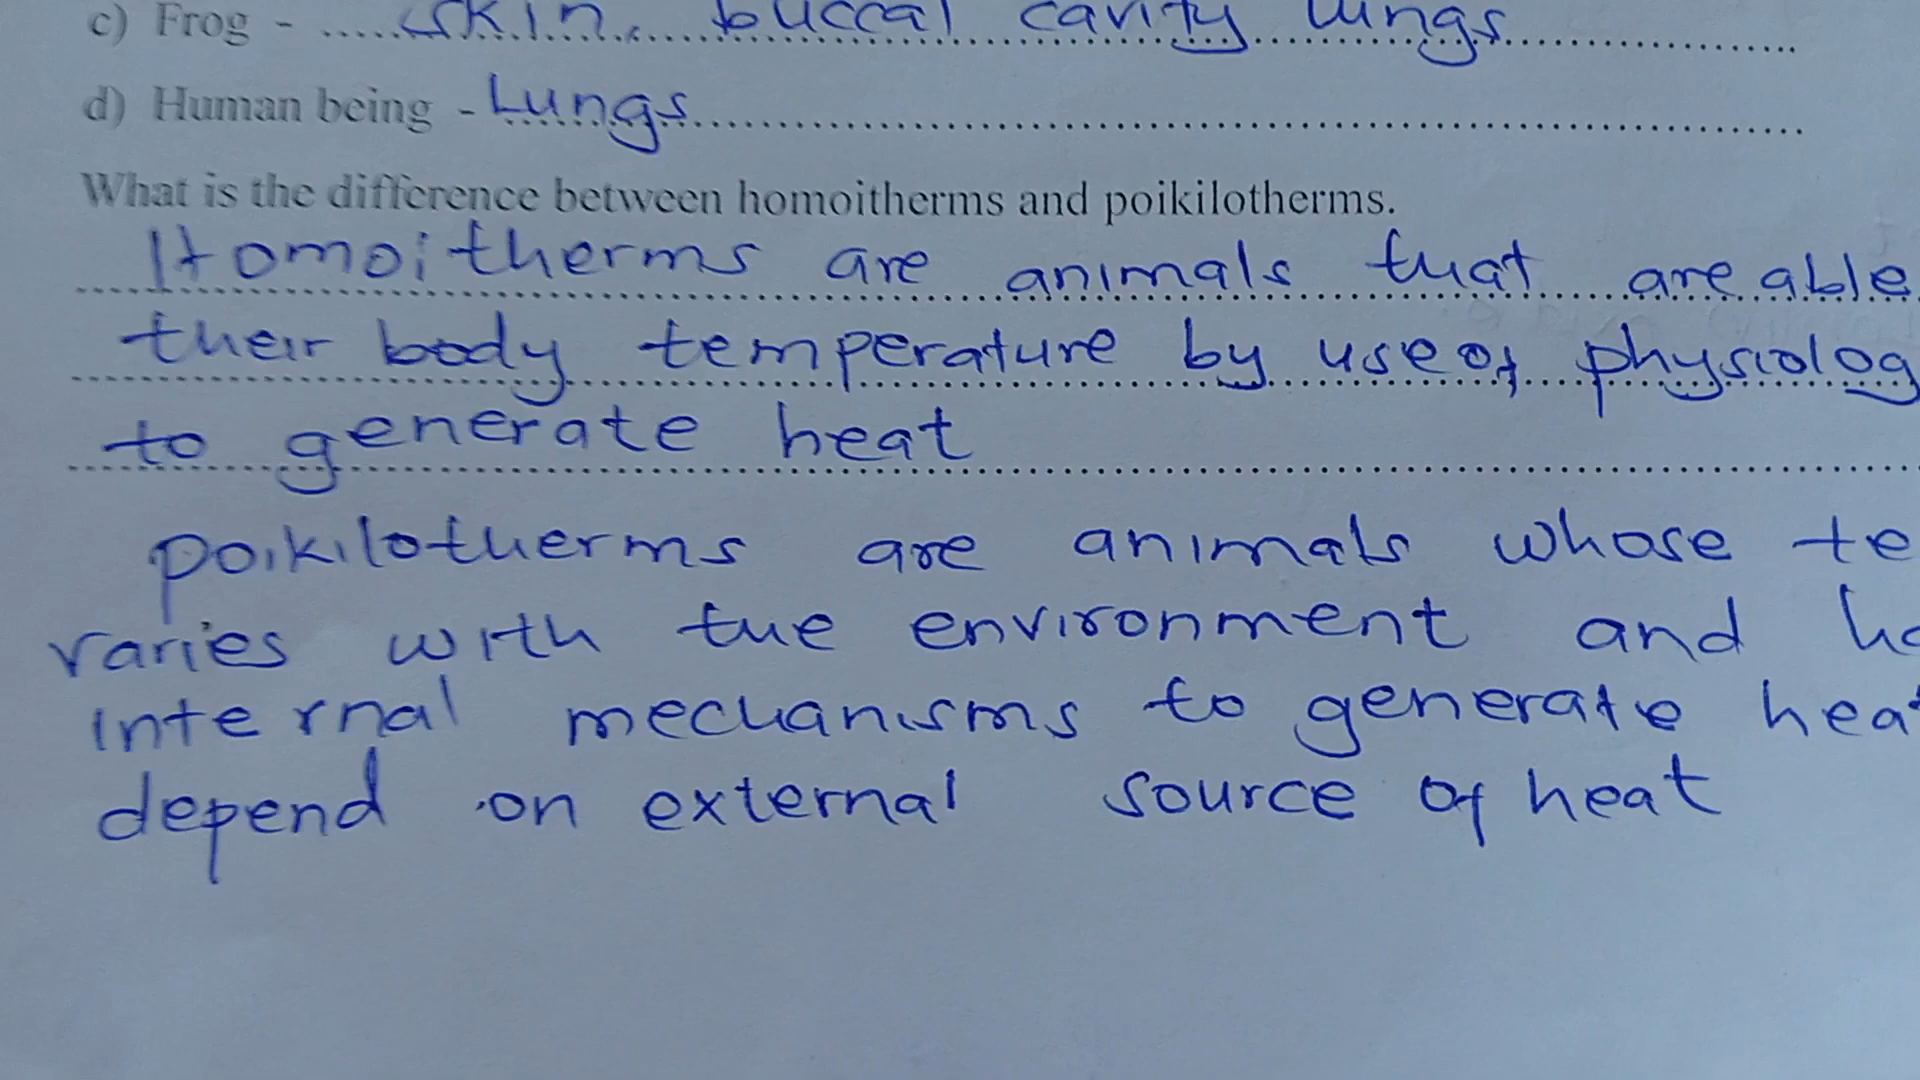 c) Frog - skin, buccal cavity lungs
d) Human being - Lungs
What is the difference between homoitherms and poikilotherms.
Homoitherms are animals that are able
their body temperature by use of physiolog
to generate heat
poikilotherms are animals whose te
varies with the environment and ha
internal mechanisms to generate heat
depend on external source of heat